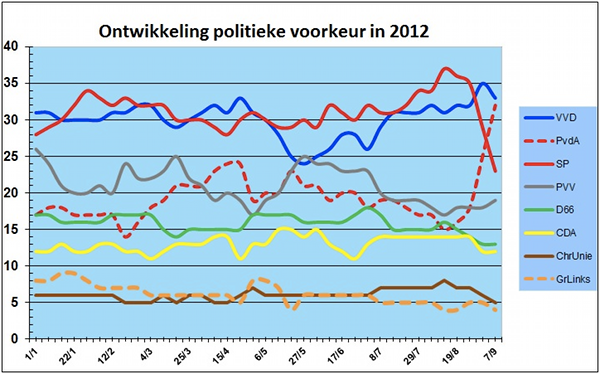 Ontwikkeling politieke voorkeur in 2012
40
35
30
25
20
15
10
5
0
1/1
22/1
12/2
4/3
25/3
15/4
6/5
27/5
17/6
8/7
29/7
19/8
7/9
VVD
PvdA
SP
PVV
D66
CDA
ChrUnie
GrLinks